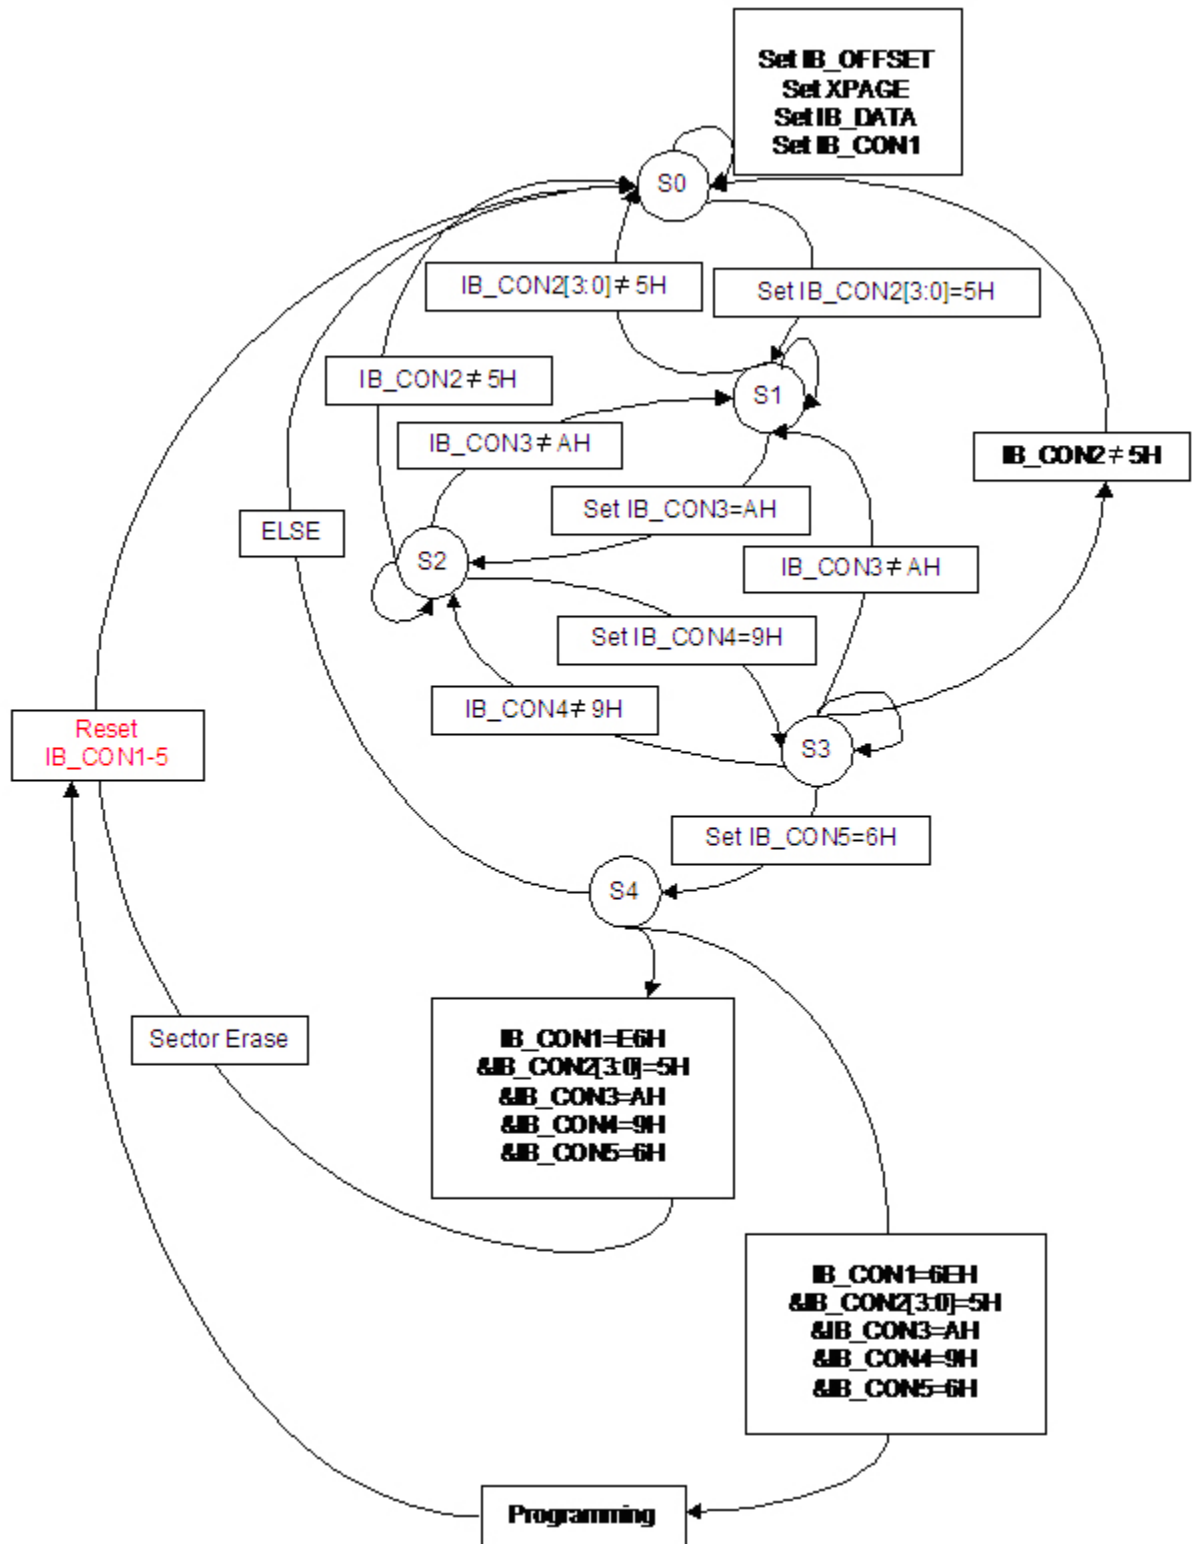 Set IB_OFFSET
Set XPAGE
Set IB_DATA
Set IB_CON1
S0
IB_CON2[3:0]≠ 5H
Set IB_CON2[3:0]=5H
IB_CON2≠ 5H
S1
IB_CON3≠ AH
IB_CON2≠ 5H
Set IB_CON3=AH
ELSE
S2
IB_CON3≠ AH
Set IB_CON4=9H
IB_CON4≠ 9H
Reset
IB_CON1-5
S3
Set IB_CON5=6H
S4
Sector Erase
IB_CON1=E6H
&IB_CON2[3:0]=5H
&IB_CON3=AH
&IB_CON4=9H
&IB_CON5=6H
IB_CON1=6EH
&IB_CON2[3:0]=5H
&IB_CON3=AH
&IB_CON4=9H
&IB_CON5=6H
Programming